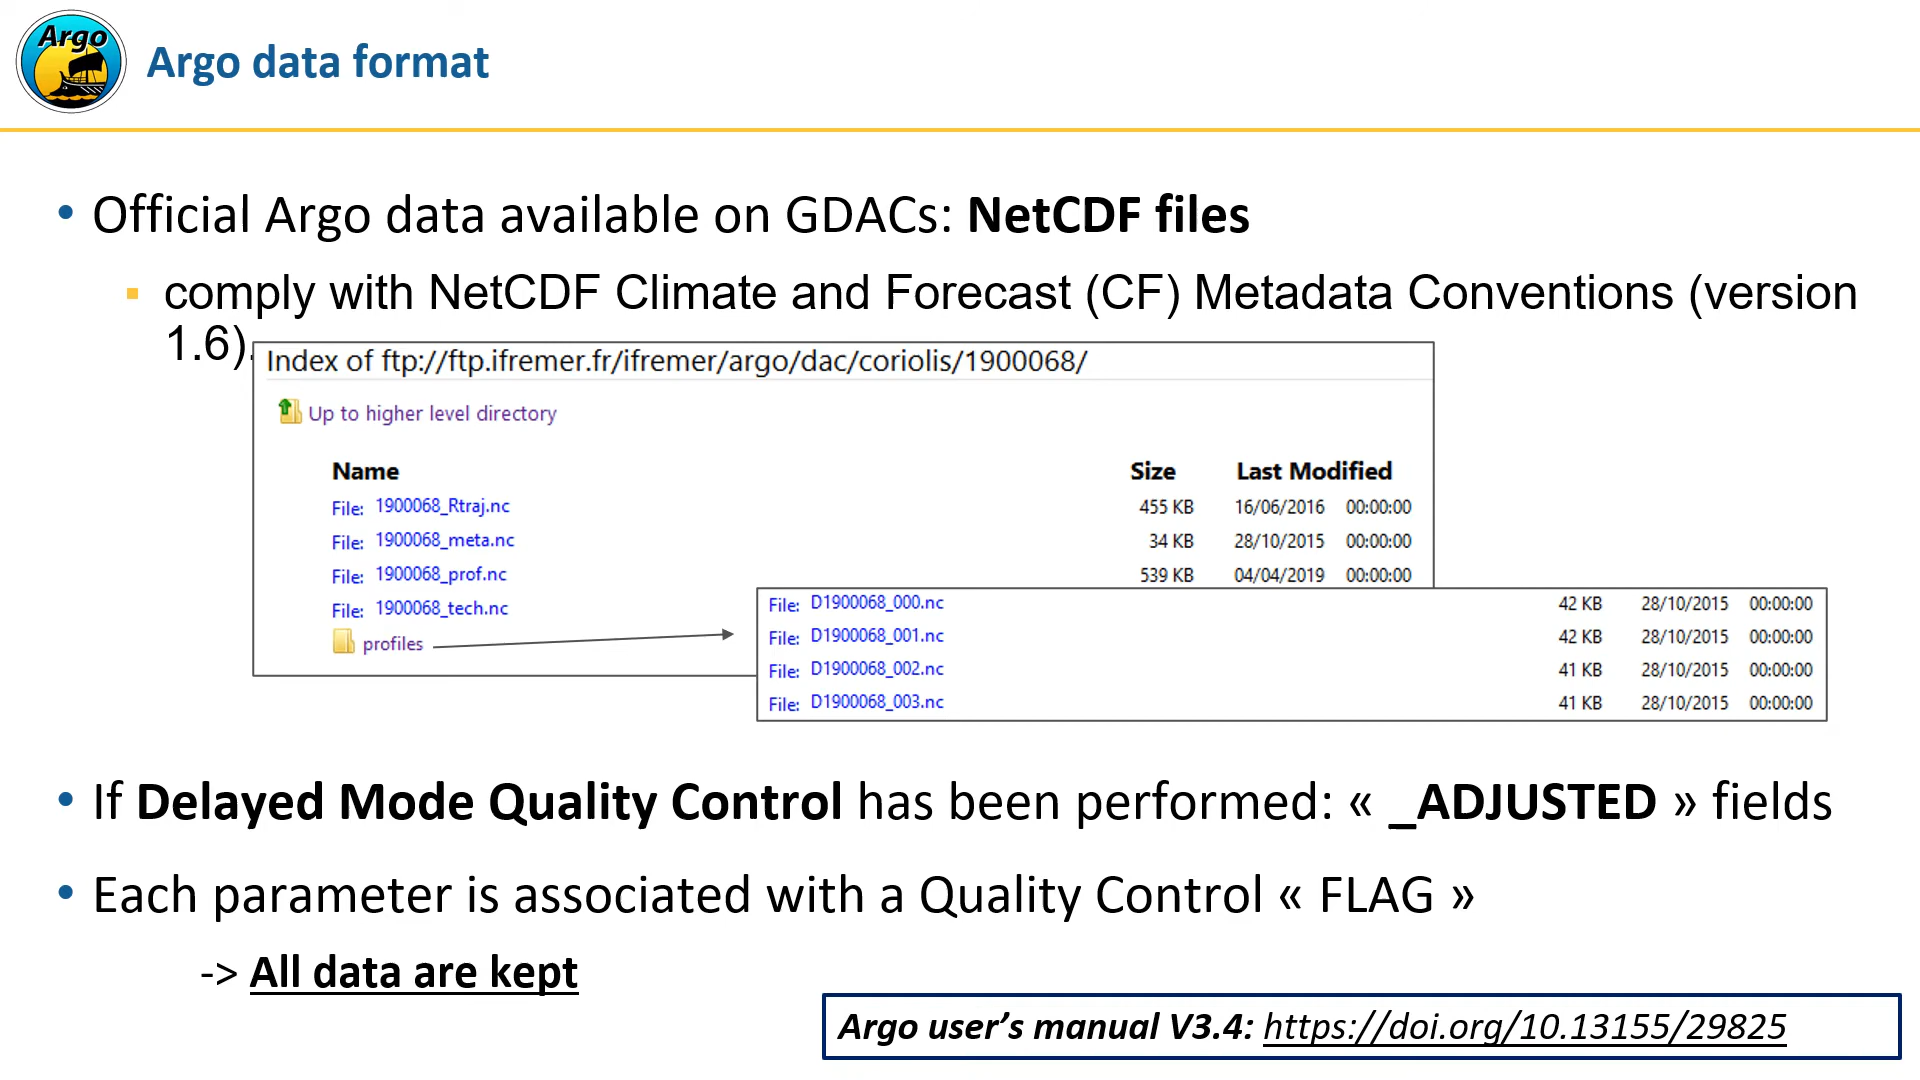 Argo
Argo data format
• Official Argo data available on GDACs: NetCDF files
▪ comply with NetCDF Climate and Forecast (CF) Metadata Conventions (version
1.6).
Index of ftp://ftp.ifremer.fr/ifremer/argo/dac/coriolis/1900068/
Up to higher level directory
Name Size Last Modified
File: 1900068_Rtraj.nc 455 KB 16/06/2016 00:00:00
File: 1900068_meta.nc 34 KB 28/10/2015 00:00:00
File: 1900068_prof.nc 539 KB 04/04/2019 00:00:00
File: 1900068_tech.nc
profiles
File: D1900068_000.nc 42 KB 28/10/2015 00:00:00
File: D1900068_001.nc 42 KB 28/10/2015 00:00:00
File: D1900068_002.nc 41 KB 28/10/2015 00:00:00
File: D1900068_003.nc 41 KB 28/10/2015 00:00:00
• If Delayed Mode Quality Control has been performed: « _ADJUSTED » fields
• Each parameter is associated with a Quality Control « FLAG »
-> All data are kept
Argo user’s manual V3.4: https://doi.org/10.13155/29825